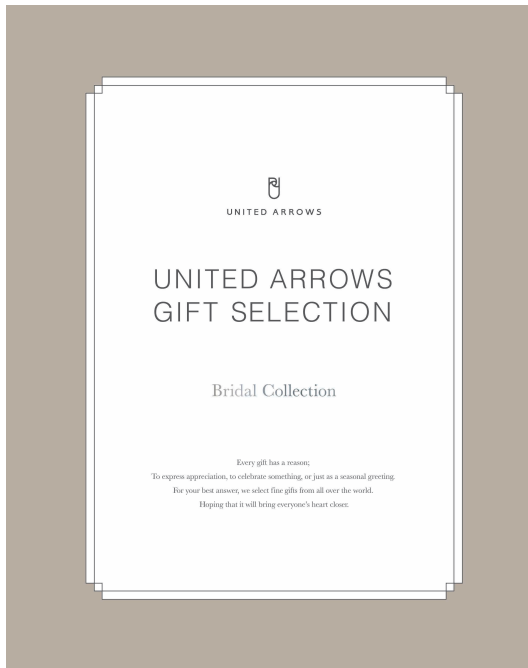 UNITED ARROWS
UNITED ARROWS
GIFT SELECTION
Bridal Collection
Every gift has a reason;
To express appreciation, to celebrate something, or just as a seasonal greeting.
For your best answer, we select fine gifts from all over the world.
Hoping that it will bring everyone's heart closer.